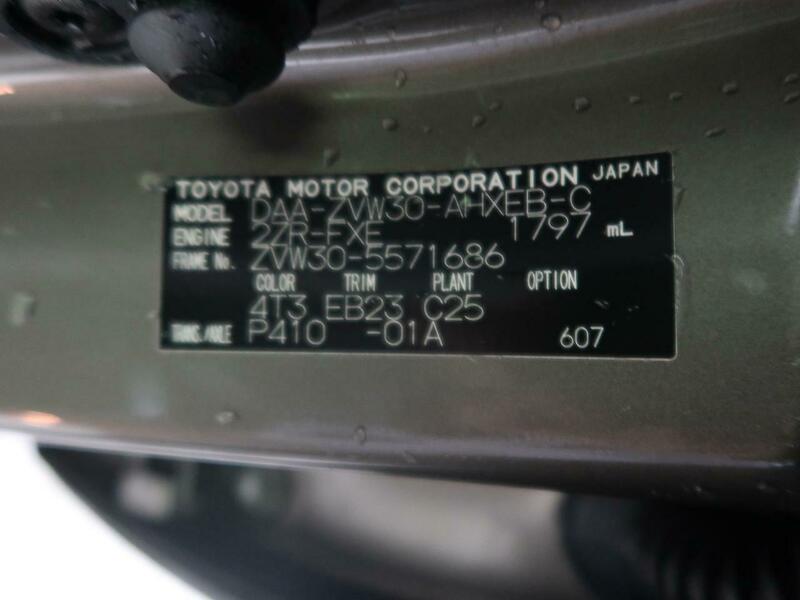 TOYOTA MOTOR CORPORATION JAPAN
MODEL DAA-ZVW30-AHXEB-C
ENGINE 2ZR-FXE 1797 mL
FRAME No. ZVW30-5571686
COLOR TRIM PLANT OPTION
4T3 EB23 C25
TRANS./AXLE P410 -01A 607